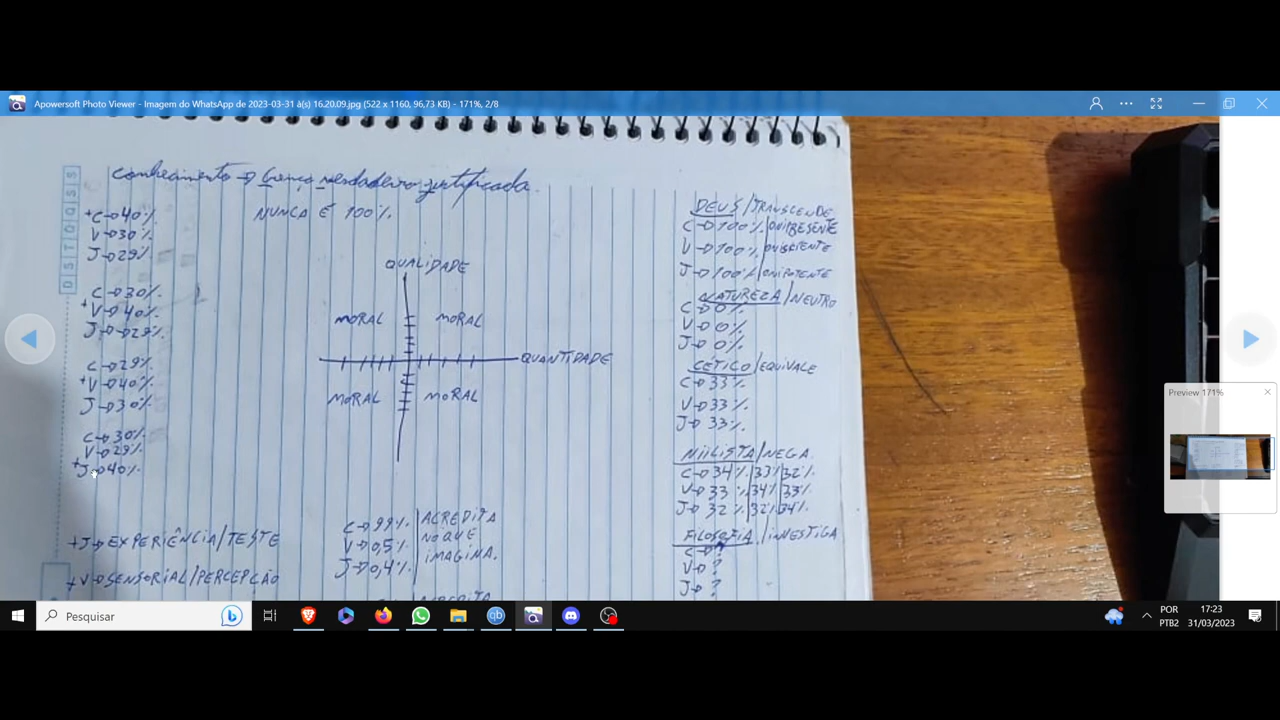 Apowersoft Photo Viewer - Imagem do WhatsApp de 2023-03-31 à(s) 16.20.09.jpg (522 x 1160, 96,73 KB) - 171%, 2/8
D S T Q Q S S
Conhecimento → Crença verdadeira justificada.
NUNCA É 100%.
+C→40%
V→30%
J→29%
C→30%
+V→40%
J→29%
C→29%
+V→40%
J→30%
C→30%
V→29%
+J→40%
+J→EXPERIÊNCIA/TESTE
+V→SENSORIAL/PERCEPÇÃO
QUALIDADE
MORAL MORAL
QUANTIDADE
MORAL MORAL
C→99% ACREDITA
V→0,5% NO QUE
J→0,4% IMAGINA.
ACREDITA
DEUS/TRANSCENDE
C→100%/ONIPRESENTE
V→100%/ONISCIENTE
J→100%/ONIPOTENTE
NATUREZA/NEUTRO
C→0%
V→0%
J→0%
CÉTICO/EQUIVALE
C→33%
V→33%
J→33%
NIILISTA/NEGA
C→34%/33%/32%
V→33%/34%/33%
J→32%/32%/34%
FILOSOFIA/INVESTIGA
C→?
V→?
J→?
Preview 171%
Pesquisar
POR
PTB2
17:23
31/03/2023